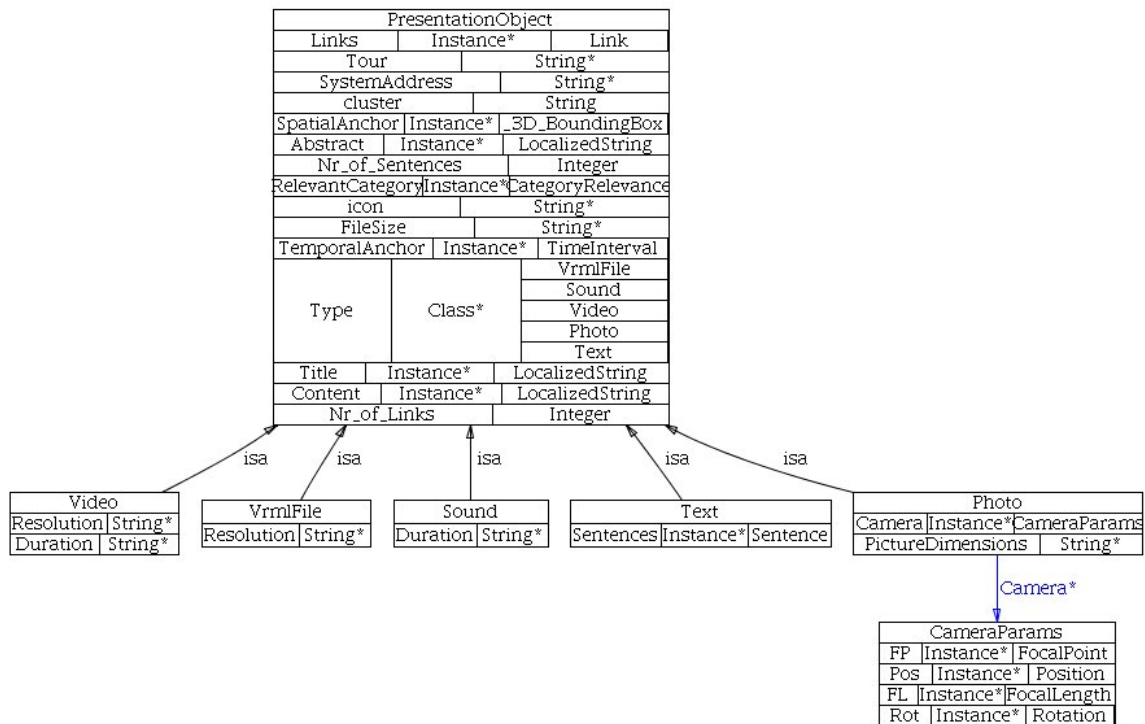 PresentationObject
Links Instance* Link
Tour String*
SystemAddress String*
cluster String
SpatialAnchor Instance* _3D_BoundingBox
Abstract Instance* LocalizedString
Nr_of_Sentences Integer
RelevantCategory Instance* CategoryRelevance
icon String*
FileSize String*
TemporalAnchor Instance* TimeInterval
VrmlFile
Sound
Type Class* Video
Photo
Text
Title Instance* LocalizedString
Content Instance* LocalizedString
Nr_of_Links Integer
isa isa isa isa isa
Video
Resolution String*
Duration String*
VrmlFile
Resolution String*
Sound
Duration String*
Text
Sentences Instance* Sentence
Photo
Camera Instance* CameraParams
PictureDimensions String*
Camera*
CameraParams
FP Instance* FocalPoint
Pos Instance* Position
FL Instance* FocalLength
Rot Instance* Rotation